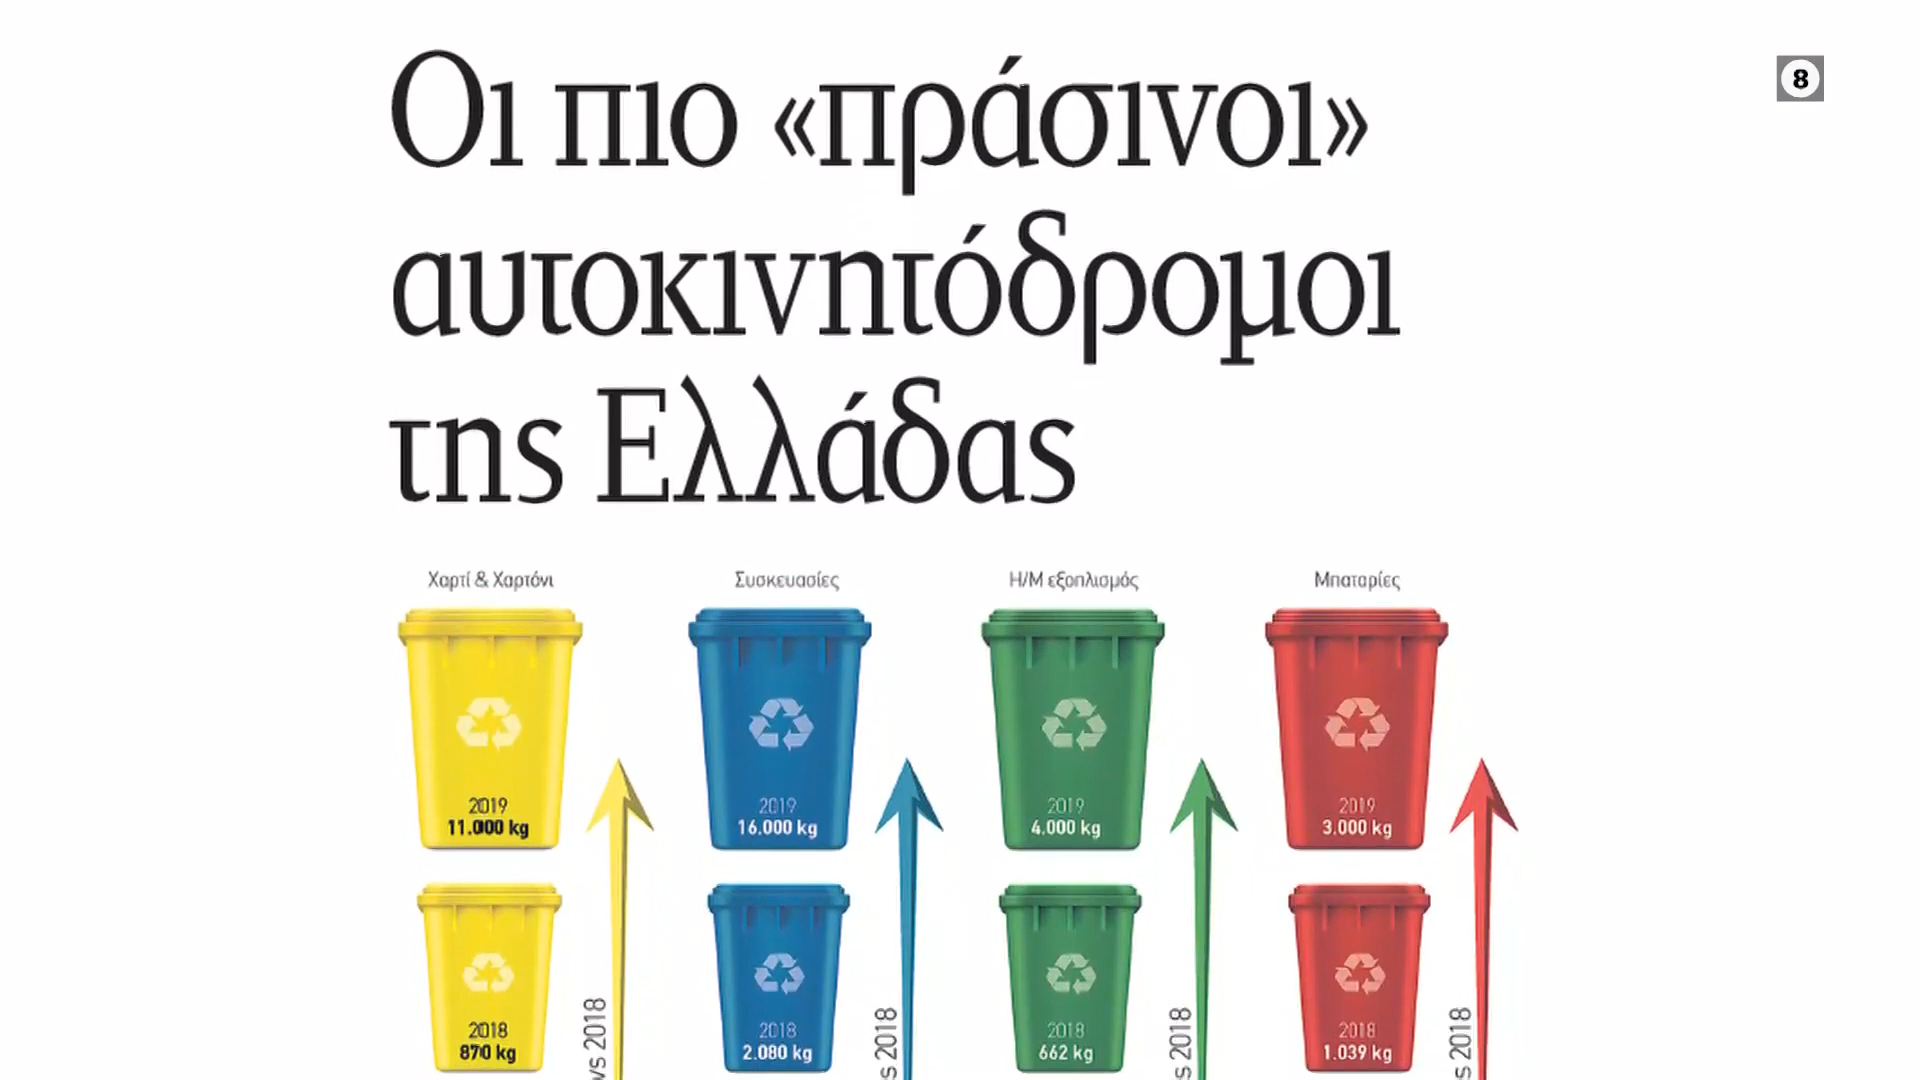 8
Οι πιο «πράσινοι»
αυτοκινητόδρομοι
της Ελλάδας
Χαρτί & Χαρτόνι
Συσκευασίες
Η/Μ εξοπλισμός
Μπαταρίες
2019
11.000 kg
2019
16.000 kg
2019
4.000 kg
2019
3.000 kg
2018
870 kg
vs 2018
2018
2.080 kg
s 2018
2018
662 kg
s 2018
2018
1.039 kg
s 2018